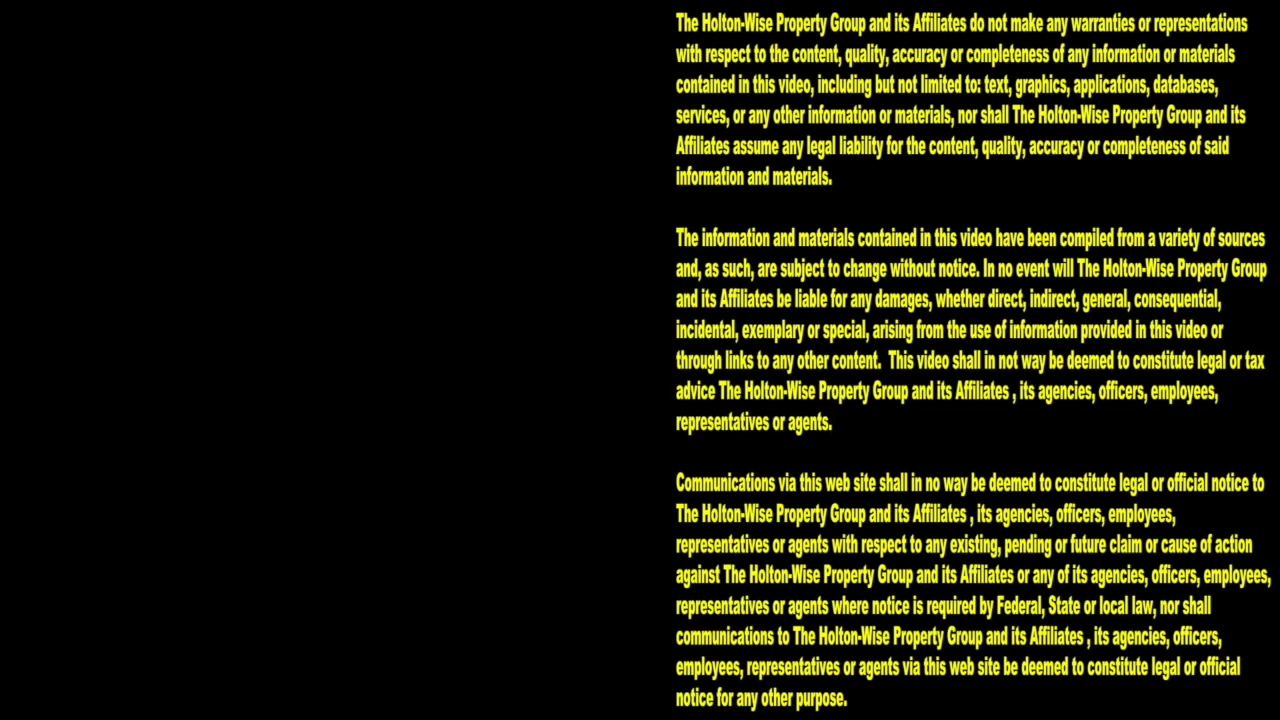 The Holton-Wise Property Group and its Affiliates do not make any warranties or representations
with respect to the content, quality, accuracy or completeness of any information or materials
contained in this video, including but not limited to: text, graphics, applications, databases,
services, or any other information or materials, nor shall The Holton-Wise Property Group and its
Affiliates assume any legal liability for the content, quality, accuracy or completeness of said
information and materials.
The information and materials contained in this video have been compiled from a variety of sources
and, as such, are subject to change without notice. In no event will The Holton-Wise Property Group
and its Affiliates be liable for any damages, whether direct, indirect, general, consequential,
incidental, exemplary or special, arising from the use of information provided in this video or
through links to any other content.  This video shall in not way be deemed to constitute legal or tax
advice The Holton-Wise Property Group and its Affiliates , its agencies, officers, employees,
representatives or agents.
Communications via this web site shall in no way be deemed to constitute legal or official notice to
The Holton-Wise Property Group and its Affiliates , its agencies, officers, employees,
representatives or agents with respect to any existing, pending or future claim or cause of action
against The Holton-Wise Property Group and its Affiliates or any of its agencies, officers, employees,
representatives or agents where notice is required by Federal, State or local law, nor shall
communications to The Holton-Wise Property Group and its Affiliates , its agencies, officers,
employees, representatives or agents via this web site be deemed to constitute legal or official
notice for any other purpose.